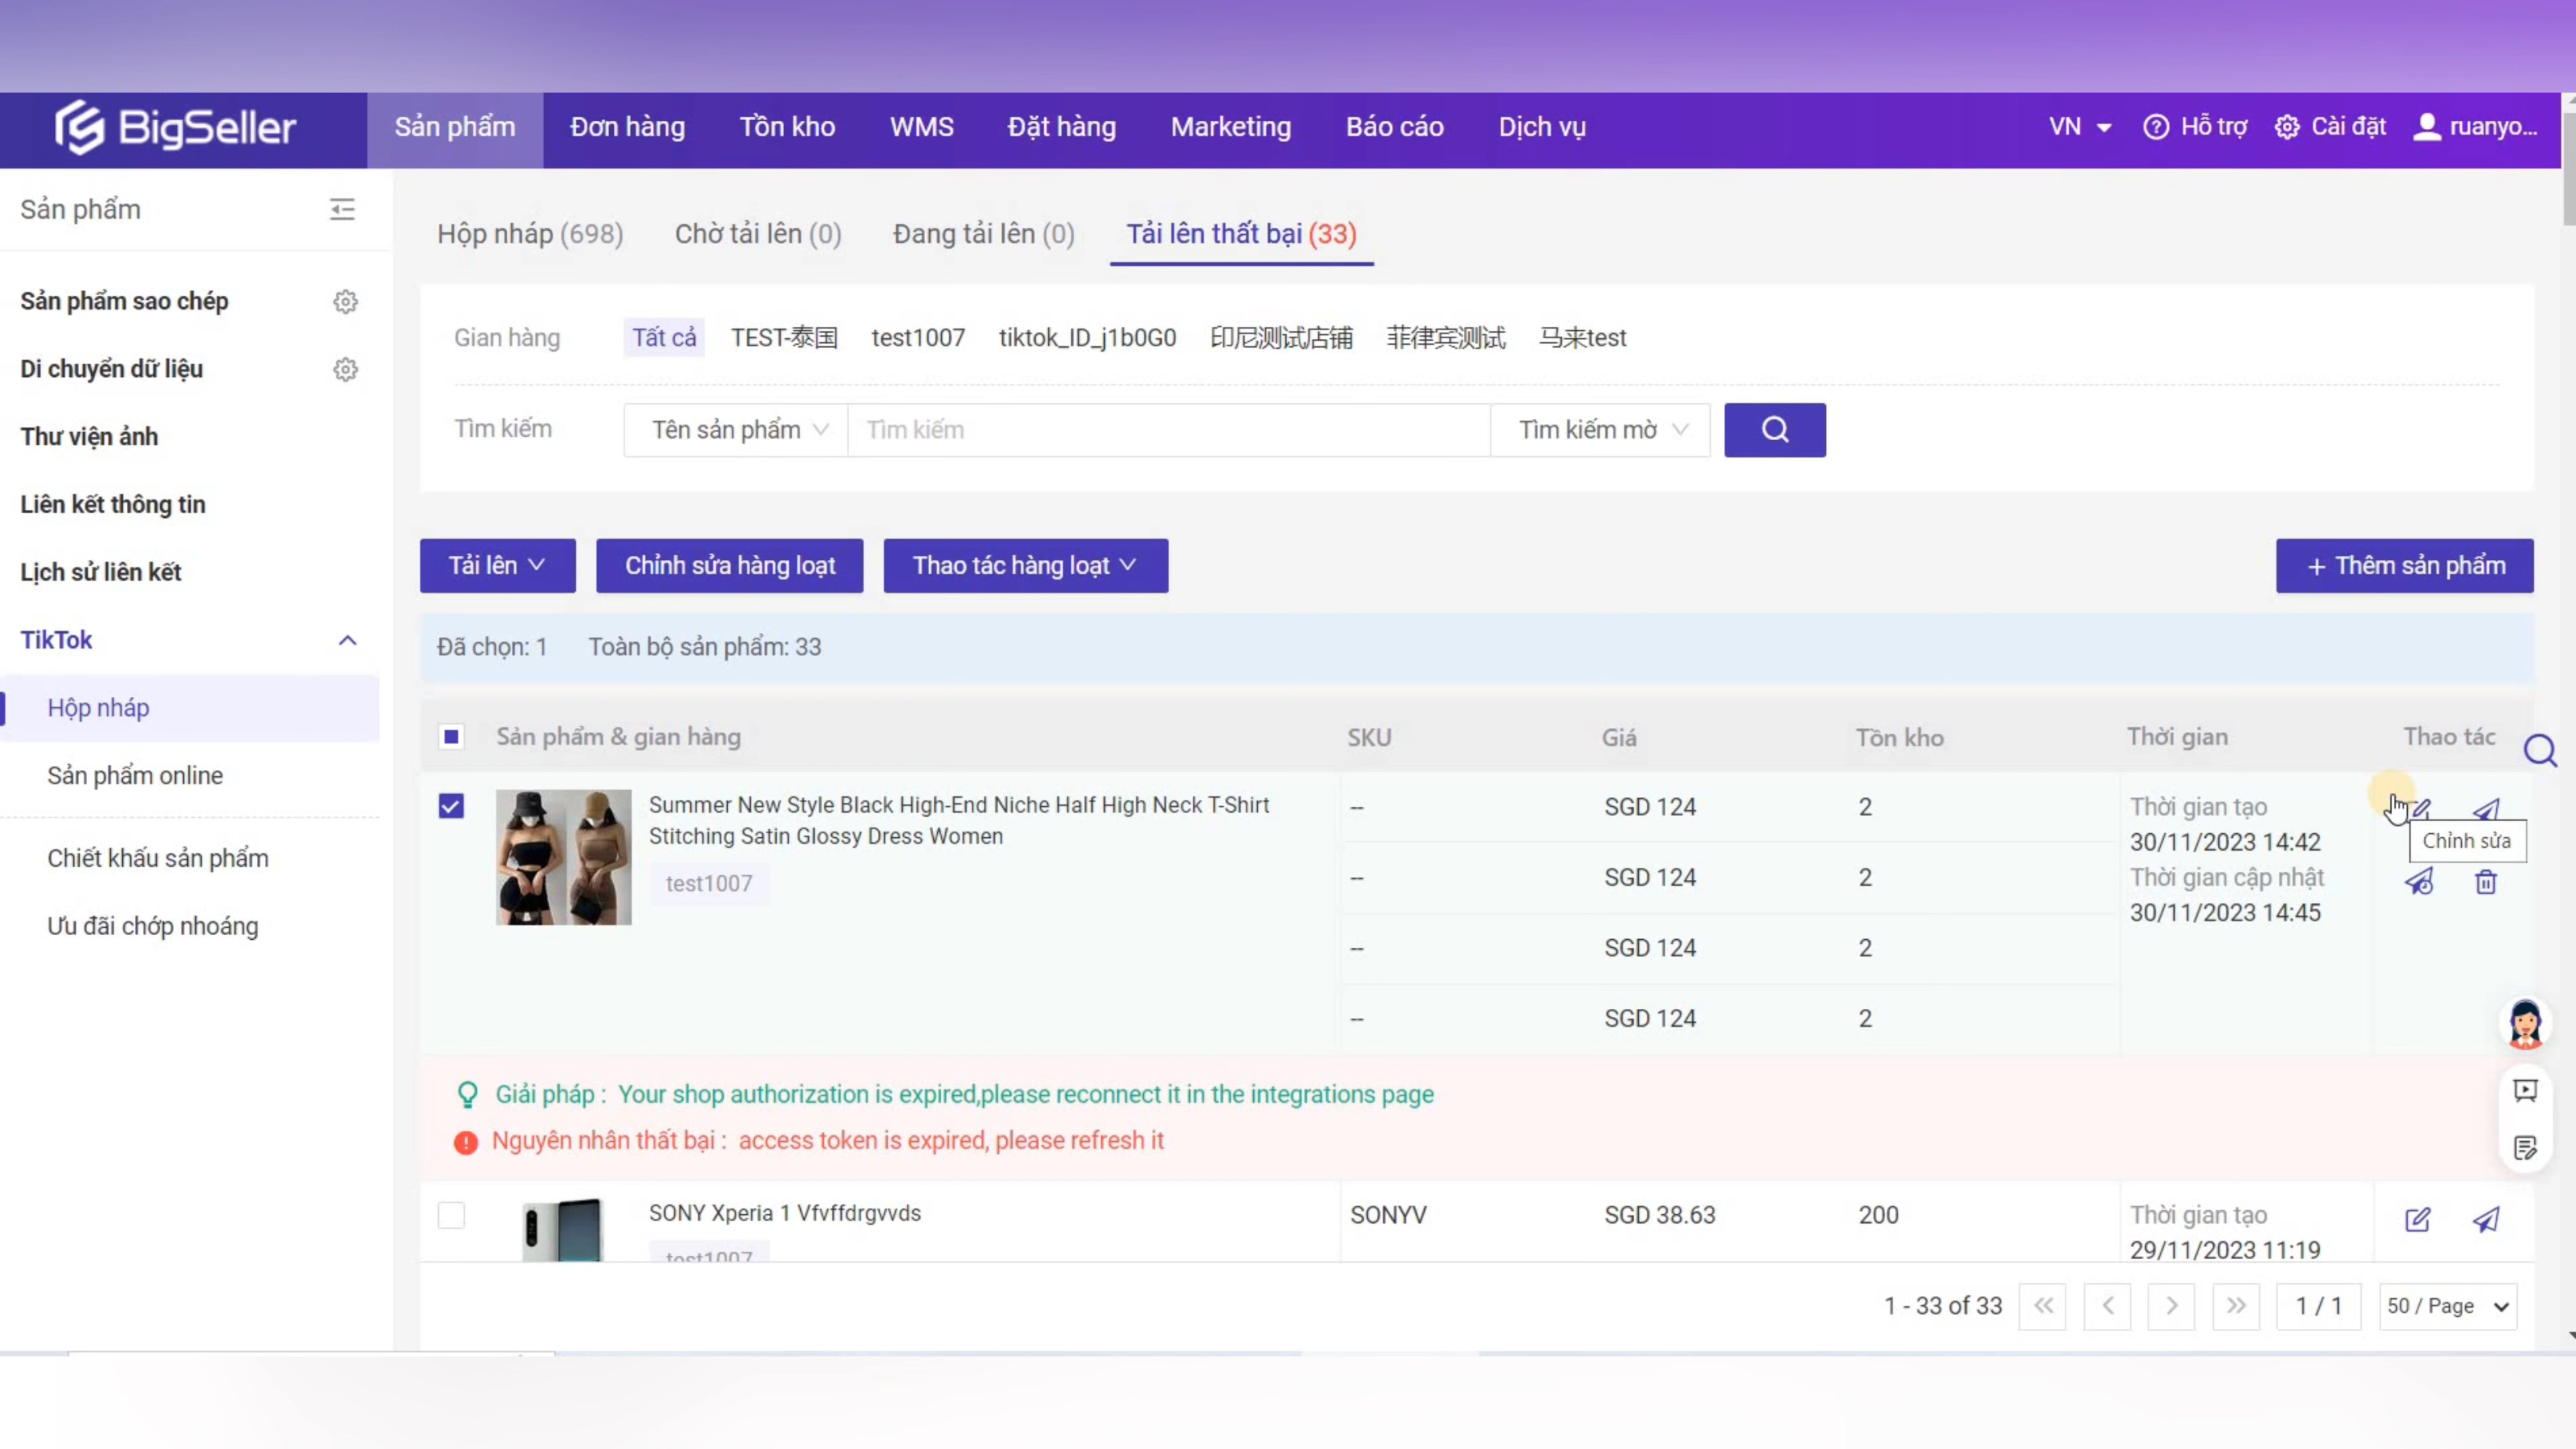 BigSeller
Sản phẩm
Đơn hàng
Tồn kho
WMS
Đặt hàng
Marketing
Báo cáo
Dịch vụ
VN
Hỗ trợ
Cài đặt
ruanyo...
Sản phẩm
Sản phẩm sao chép
Di chuyển dữ liệu
Thư viện ảnh
Liên kết thông tin
Lịch sử liên kết
TikTok
Hộp nháp
Sản phẩm online
Chiết khấu sản phẩm
Ưu đãi chớp nhoáng
Hộp nháp (698)
Chờ tải lên (0)
Đang tải lên (0)
Tải lên thất bại (33)
Gian hàng
Tất cả
TEST-泰国
test1007
tiktok_ID_j1b0G0
印尼测试店铺
菲律宾测试
马来test
Tìm kiếm
Tên sản phẩm
Tìm kiếm
Tìm kiếm mờ
Tải lên
Chỉnh sửa hàng loạt
Thao tác hàng loạt
+ Thêm sản phẩm
Đã chọn: 1
Toàn bộ sản phẩm: 33
Sản phẩm & gian hàng
SKU
Giá
Tồn kho
Thời gian
Thao tác
Summer New Style Black High-End Niche Half High Neck T-Shirt
Stitching Satin Glossy Dress Women
test1007
-- SGD 124 2
-- SGD 124 2
-- SGD 124 2
-- SGD 124 2
Thời gian tạo
30/11/2023 14:42
Thời gian cập nhật
30/11/2023 14:45
Chỉnh sửa
Giải pháp : Your shop authorization is expired,please reconnect it in the integrations page
Nguyên nhân thất bại : access token is expired, please refresh it
SONY Xperia 1 Vfvffdrgvvds
test1007
SONYV
SGD 38.63
200
Thời gian tạo
29/11/2023 11:19
1 - 33 of 33
1 / 1
50 / Page